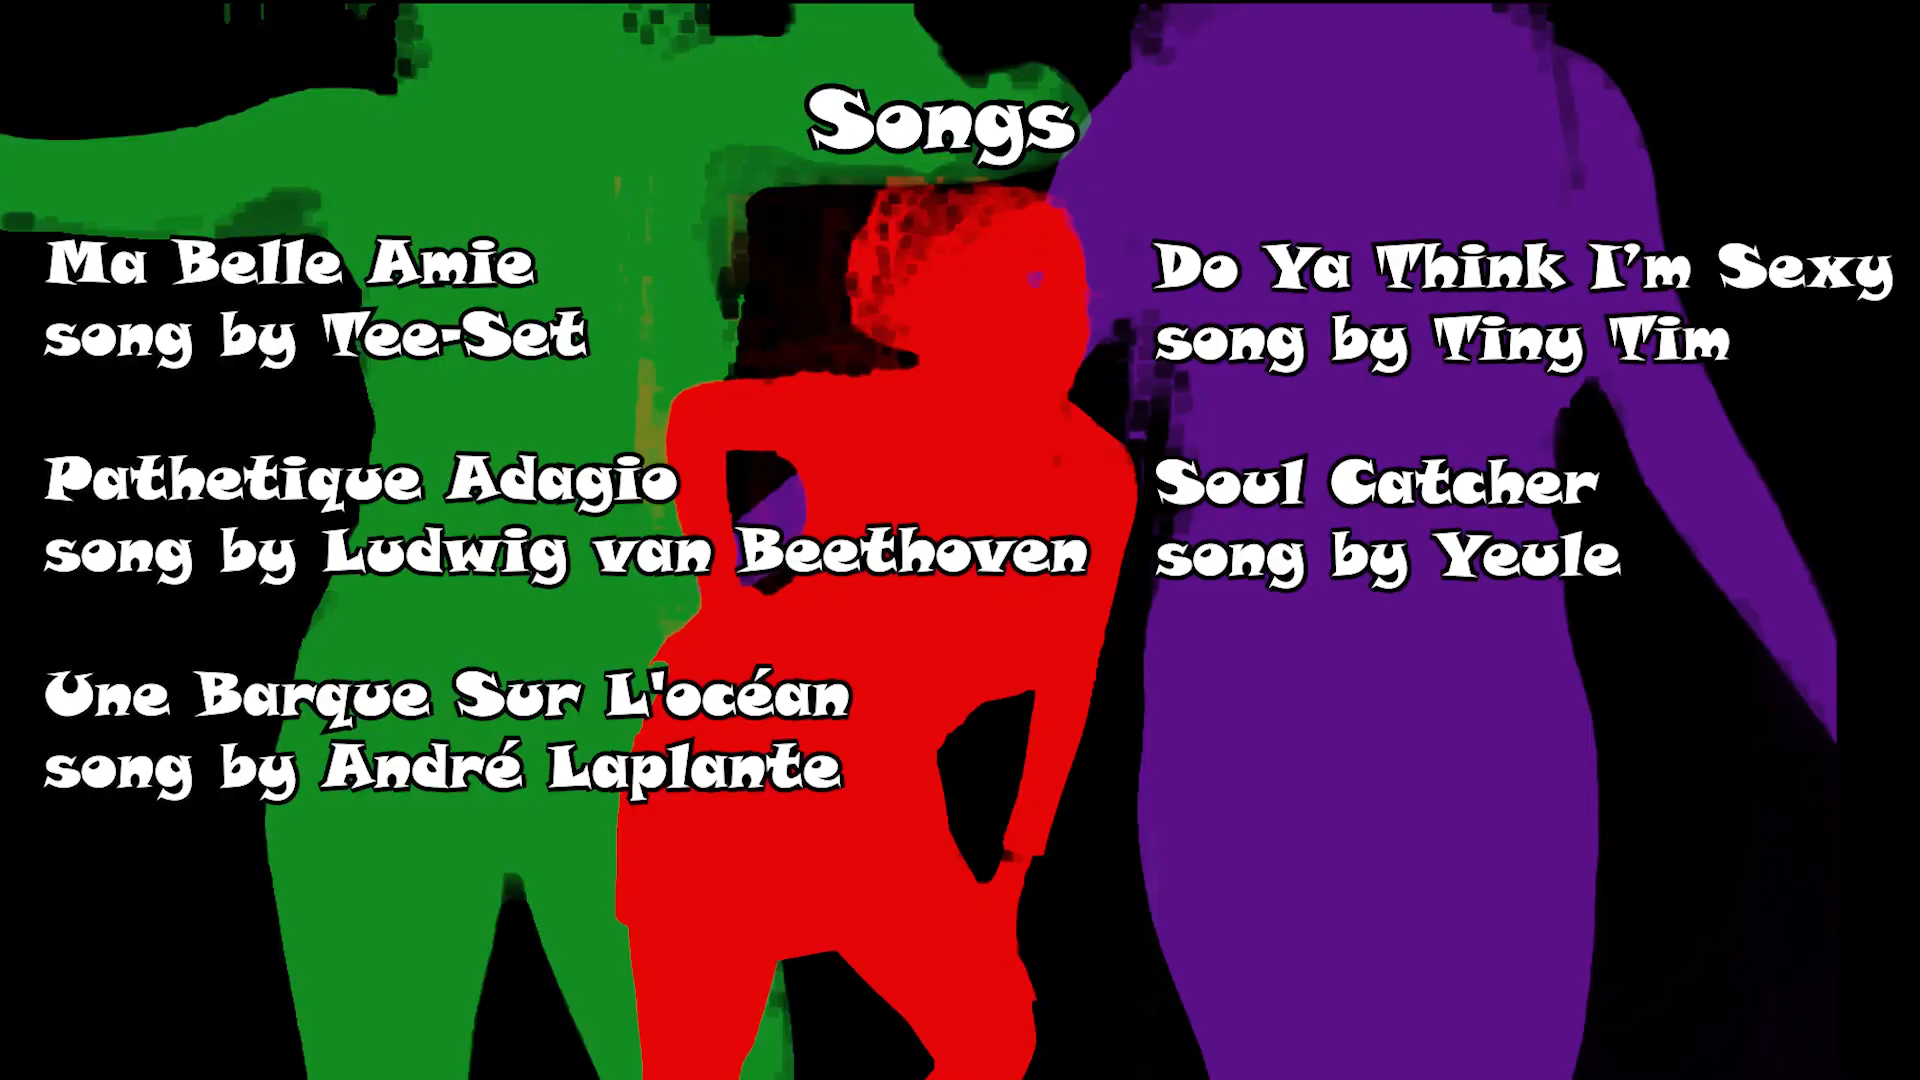 Songs
Ma Belle Amie
song by Tee-Set
Pathetique Adagio
song by Ludwig van Beethoven
Une Barque Sur L'océan
song by André Laplante
Do Ya Think I’m Sexy
song by Tiny Tim
Soul Catcher
song by Yeule